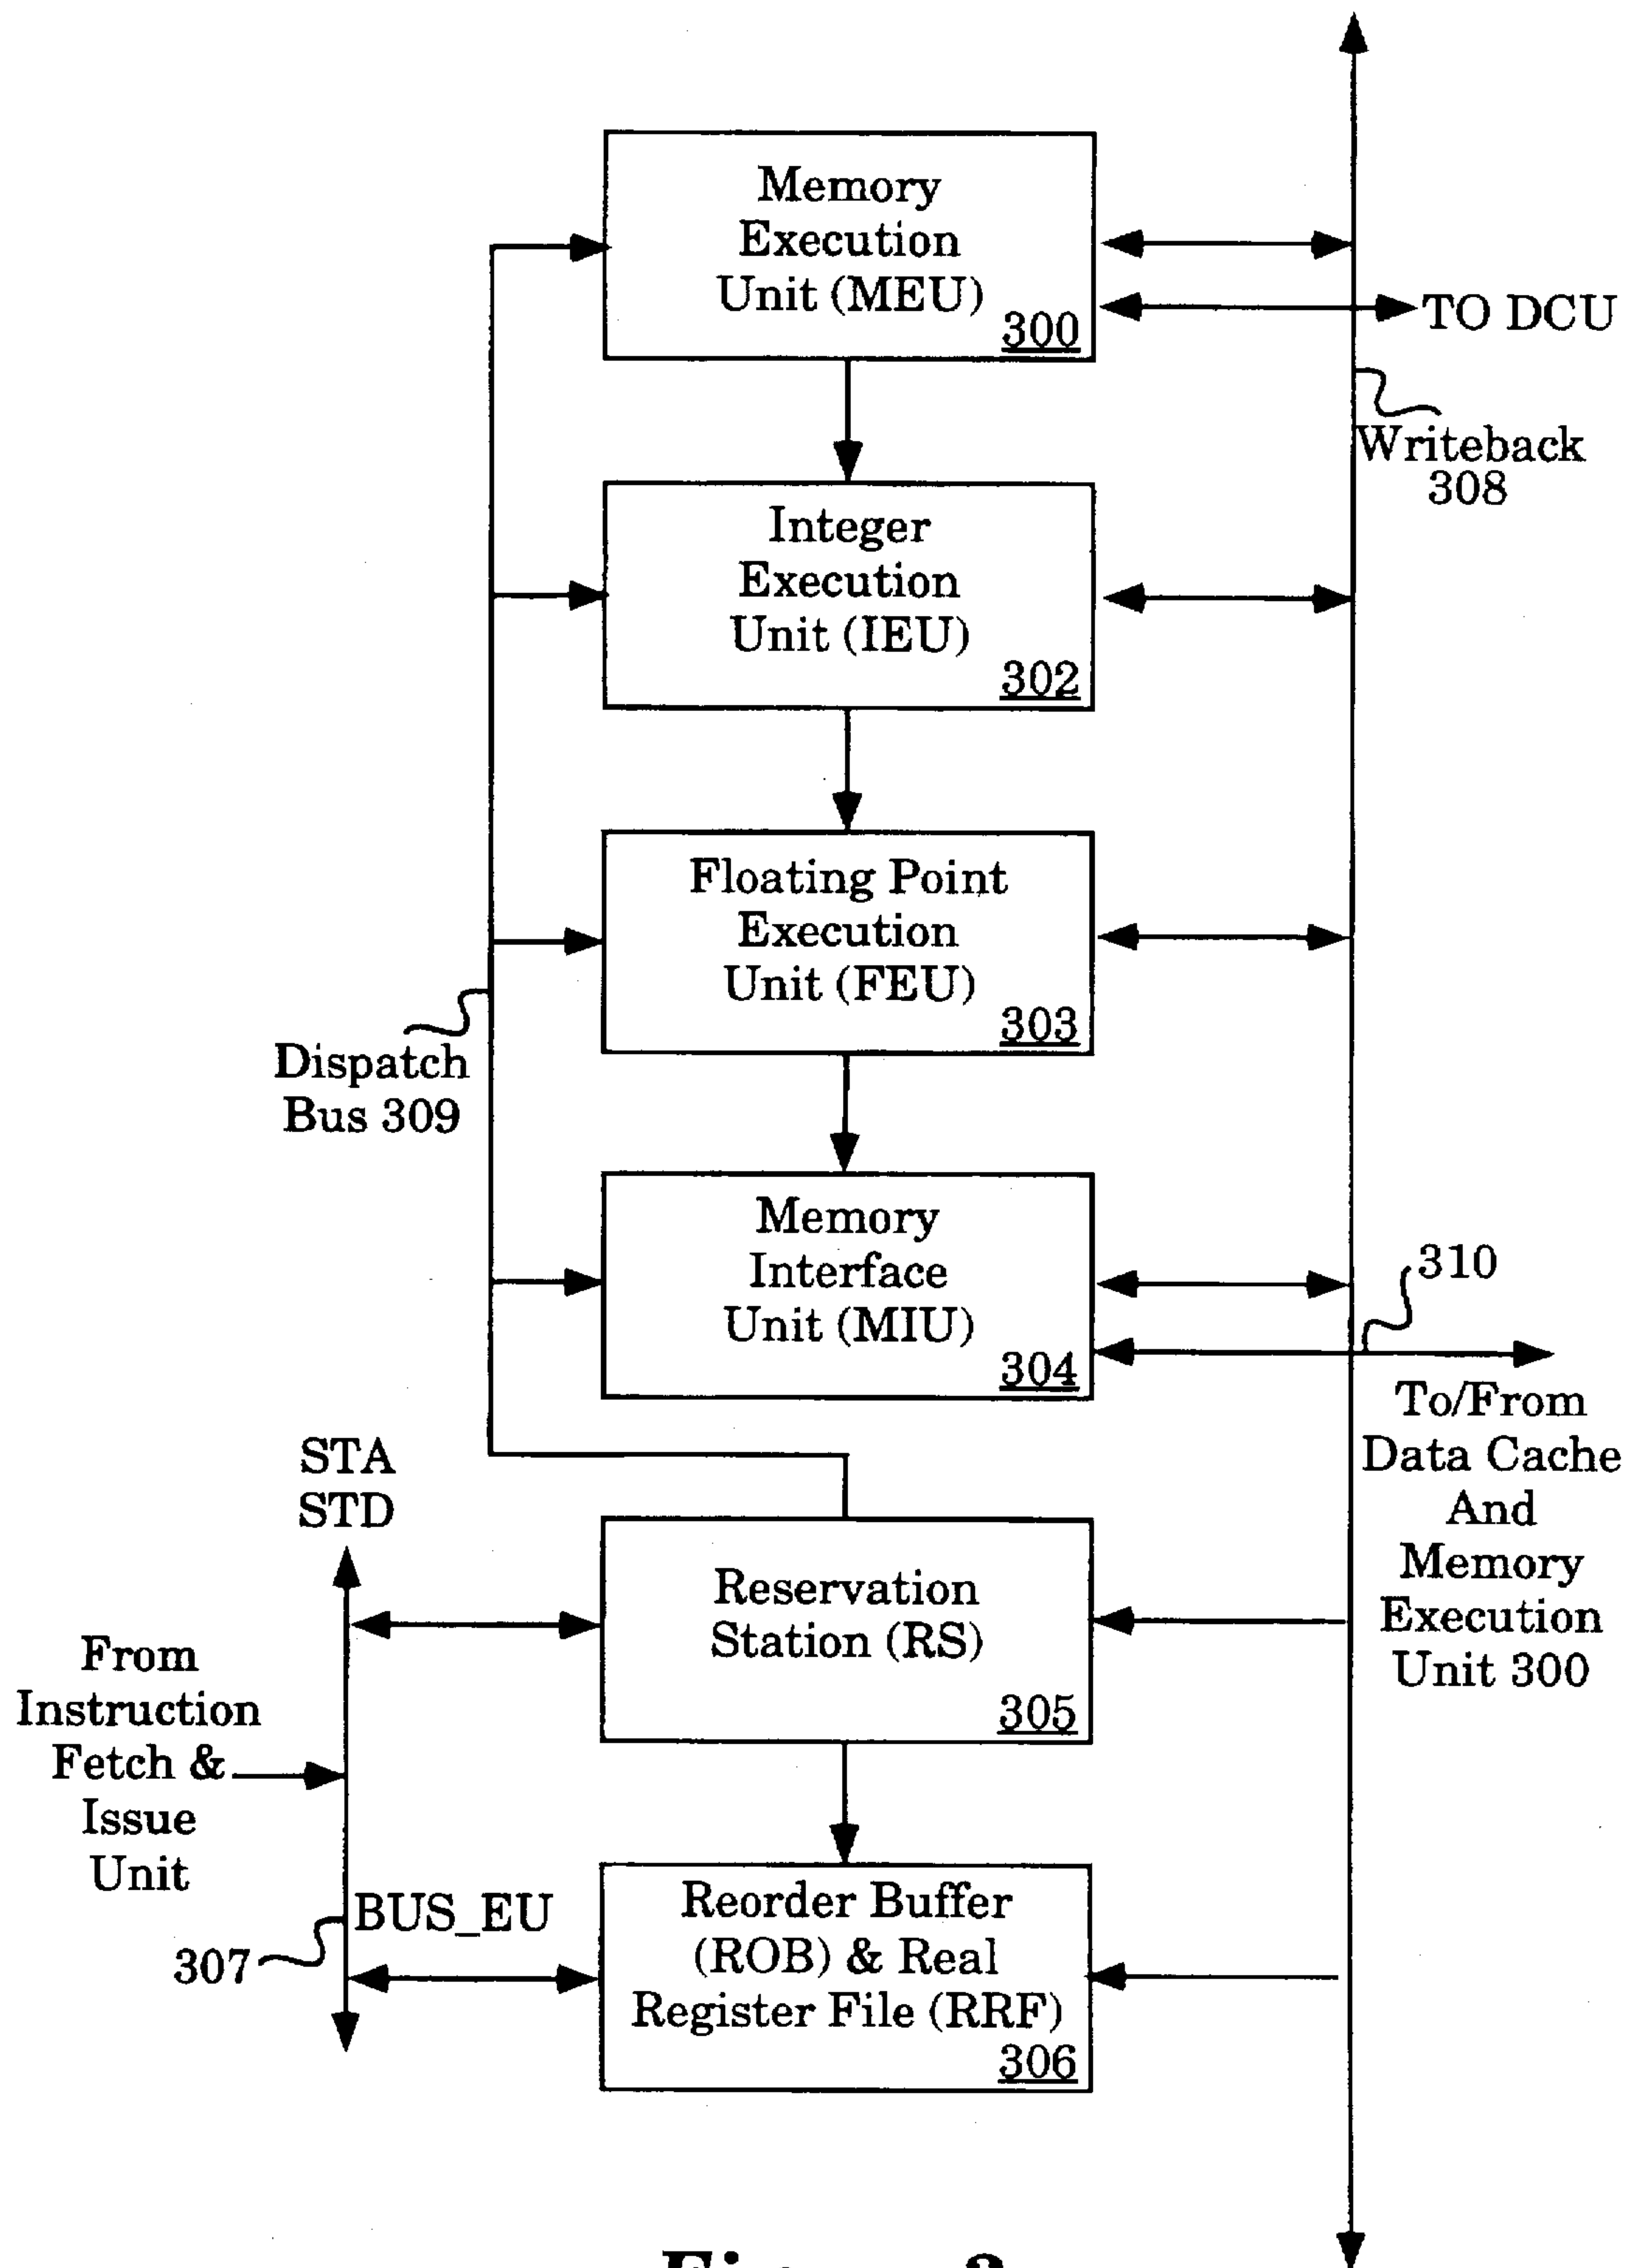 Memory
Execution
Unit (MEU)
300
TO DCU
Writeback
308
Integer
Execution
Unit (IEU)
302
Floating Point
Execution
Unit (FEU)
303
Dispatch
Bus 309
Memory
Interface
Unit (MIU)
304
310
To/From
Data Cache
And
Memory
Execution
Unit 300
STA
STD
Reservation
Station (RS)
305
From
Instruction
Fetch &
Issue
Unit
BUS_EU
307
Reorder Buffer
(ROB) & Real
Register File (RRF)
306